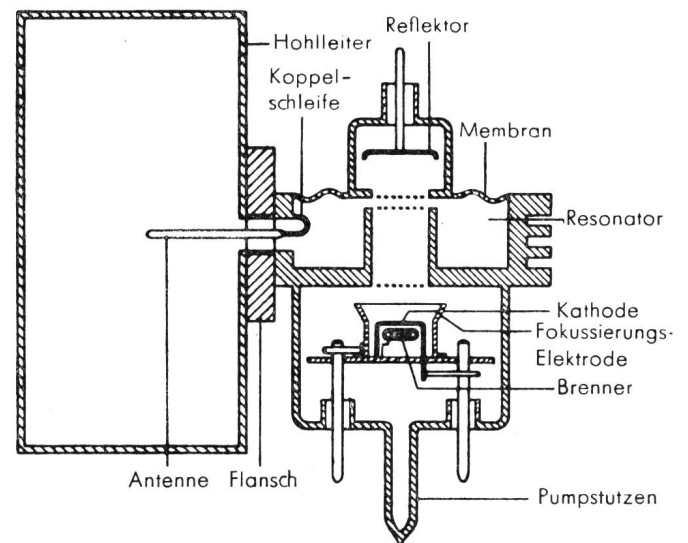 Reflektor
Hohlleiter
Koppel-
schleife
Membran
Resonator
Kathode
Fokussierungs-
Elektrode
Brenner
Antenne
Flansch
Pumpstutzen